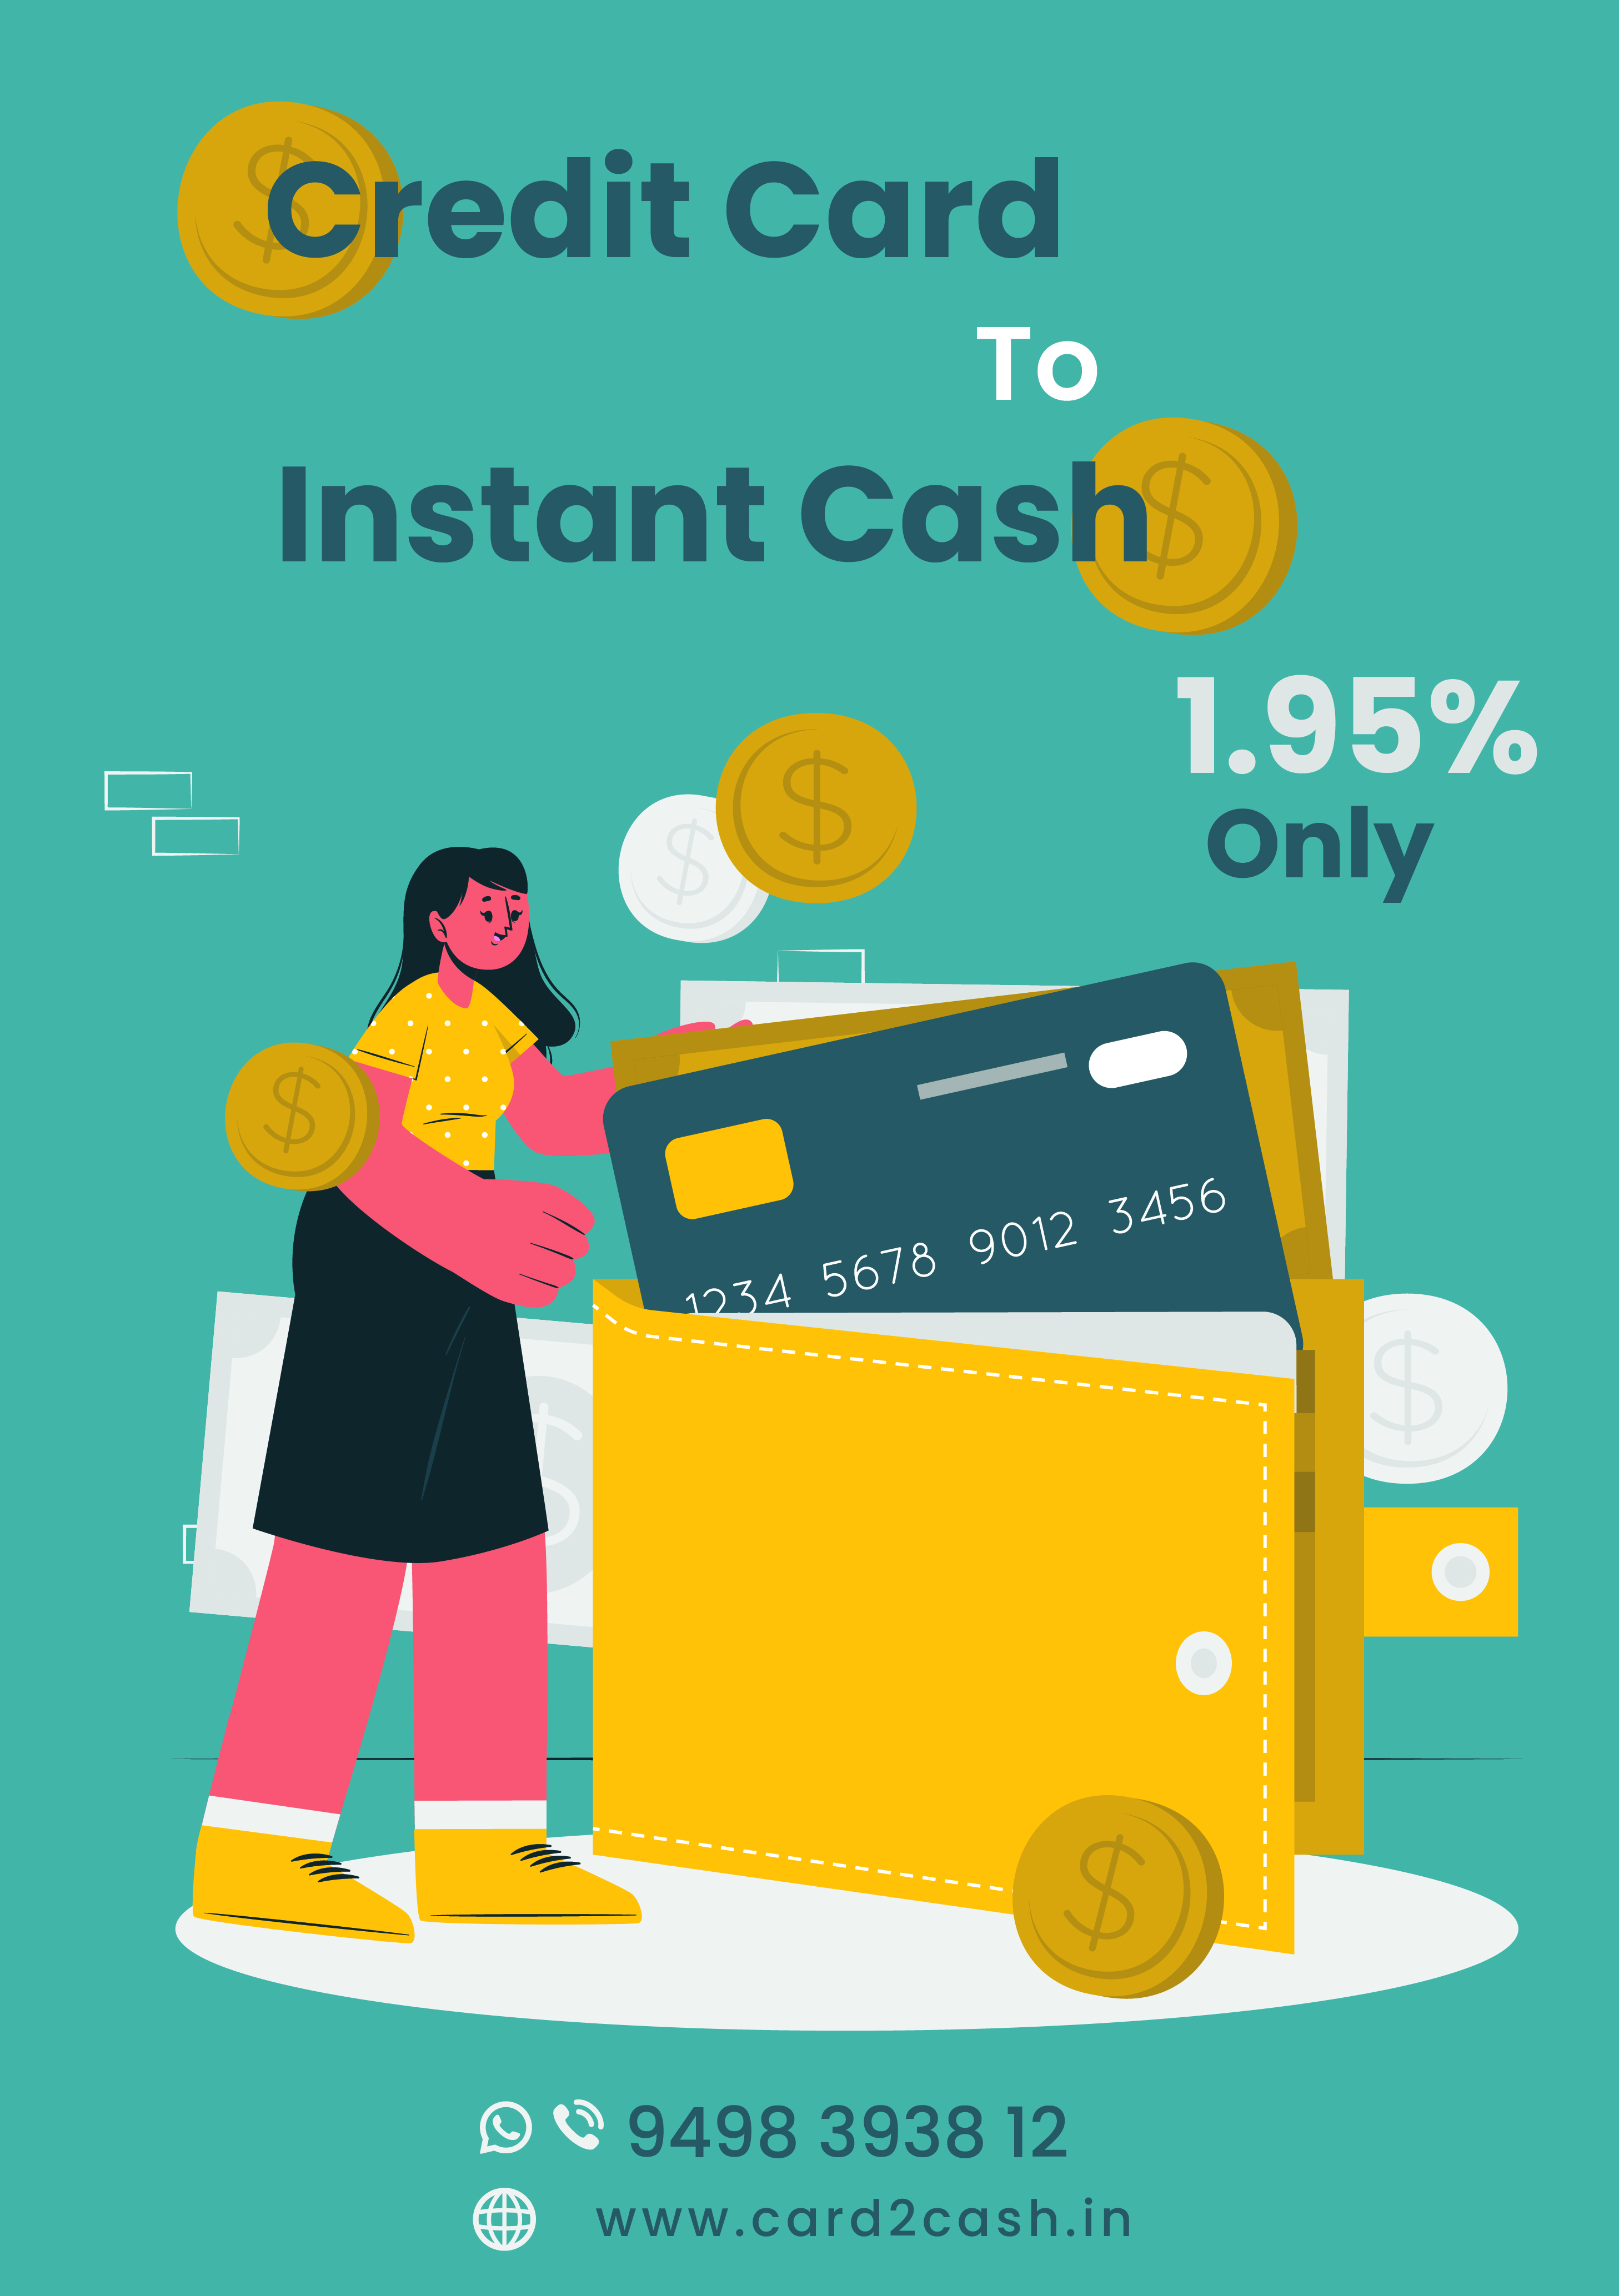 Credit Card
To
Instant Cash
1.95%
Only
1234 5678 9012 3456
9498 3938 12
www.card2cash.in